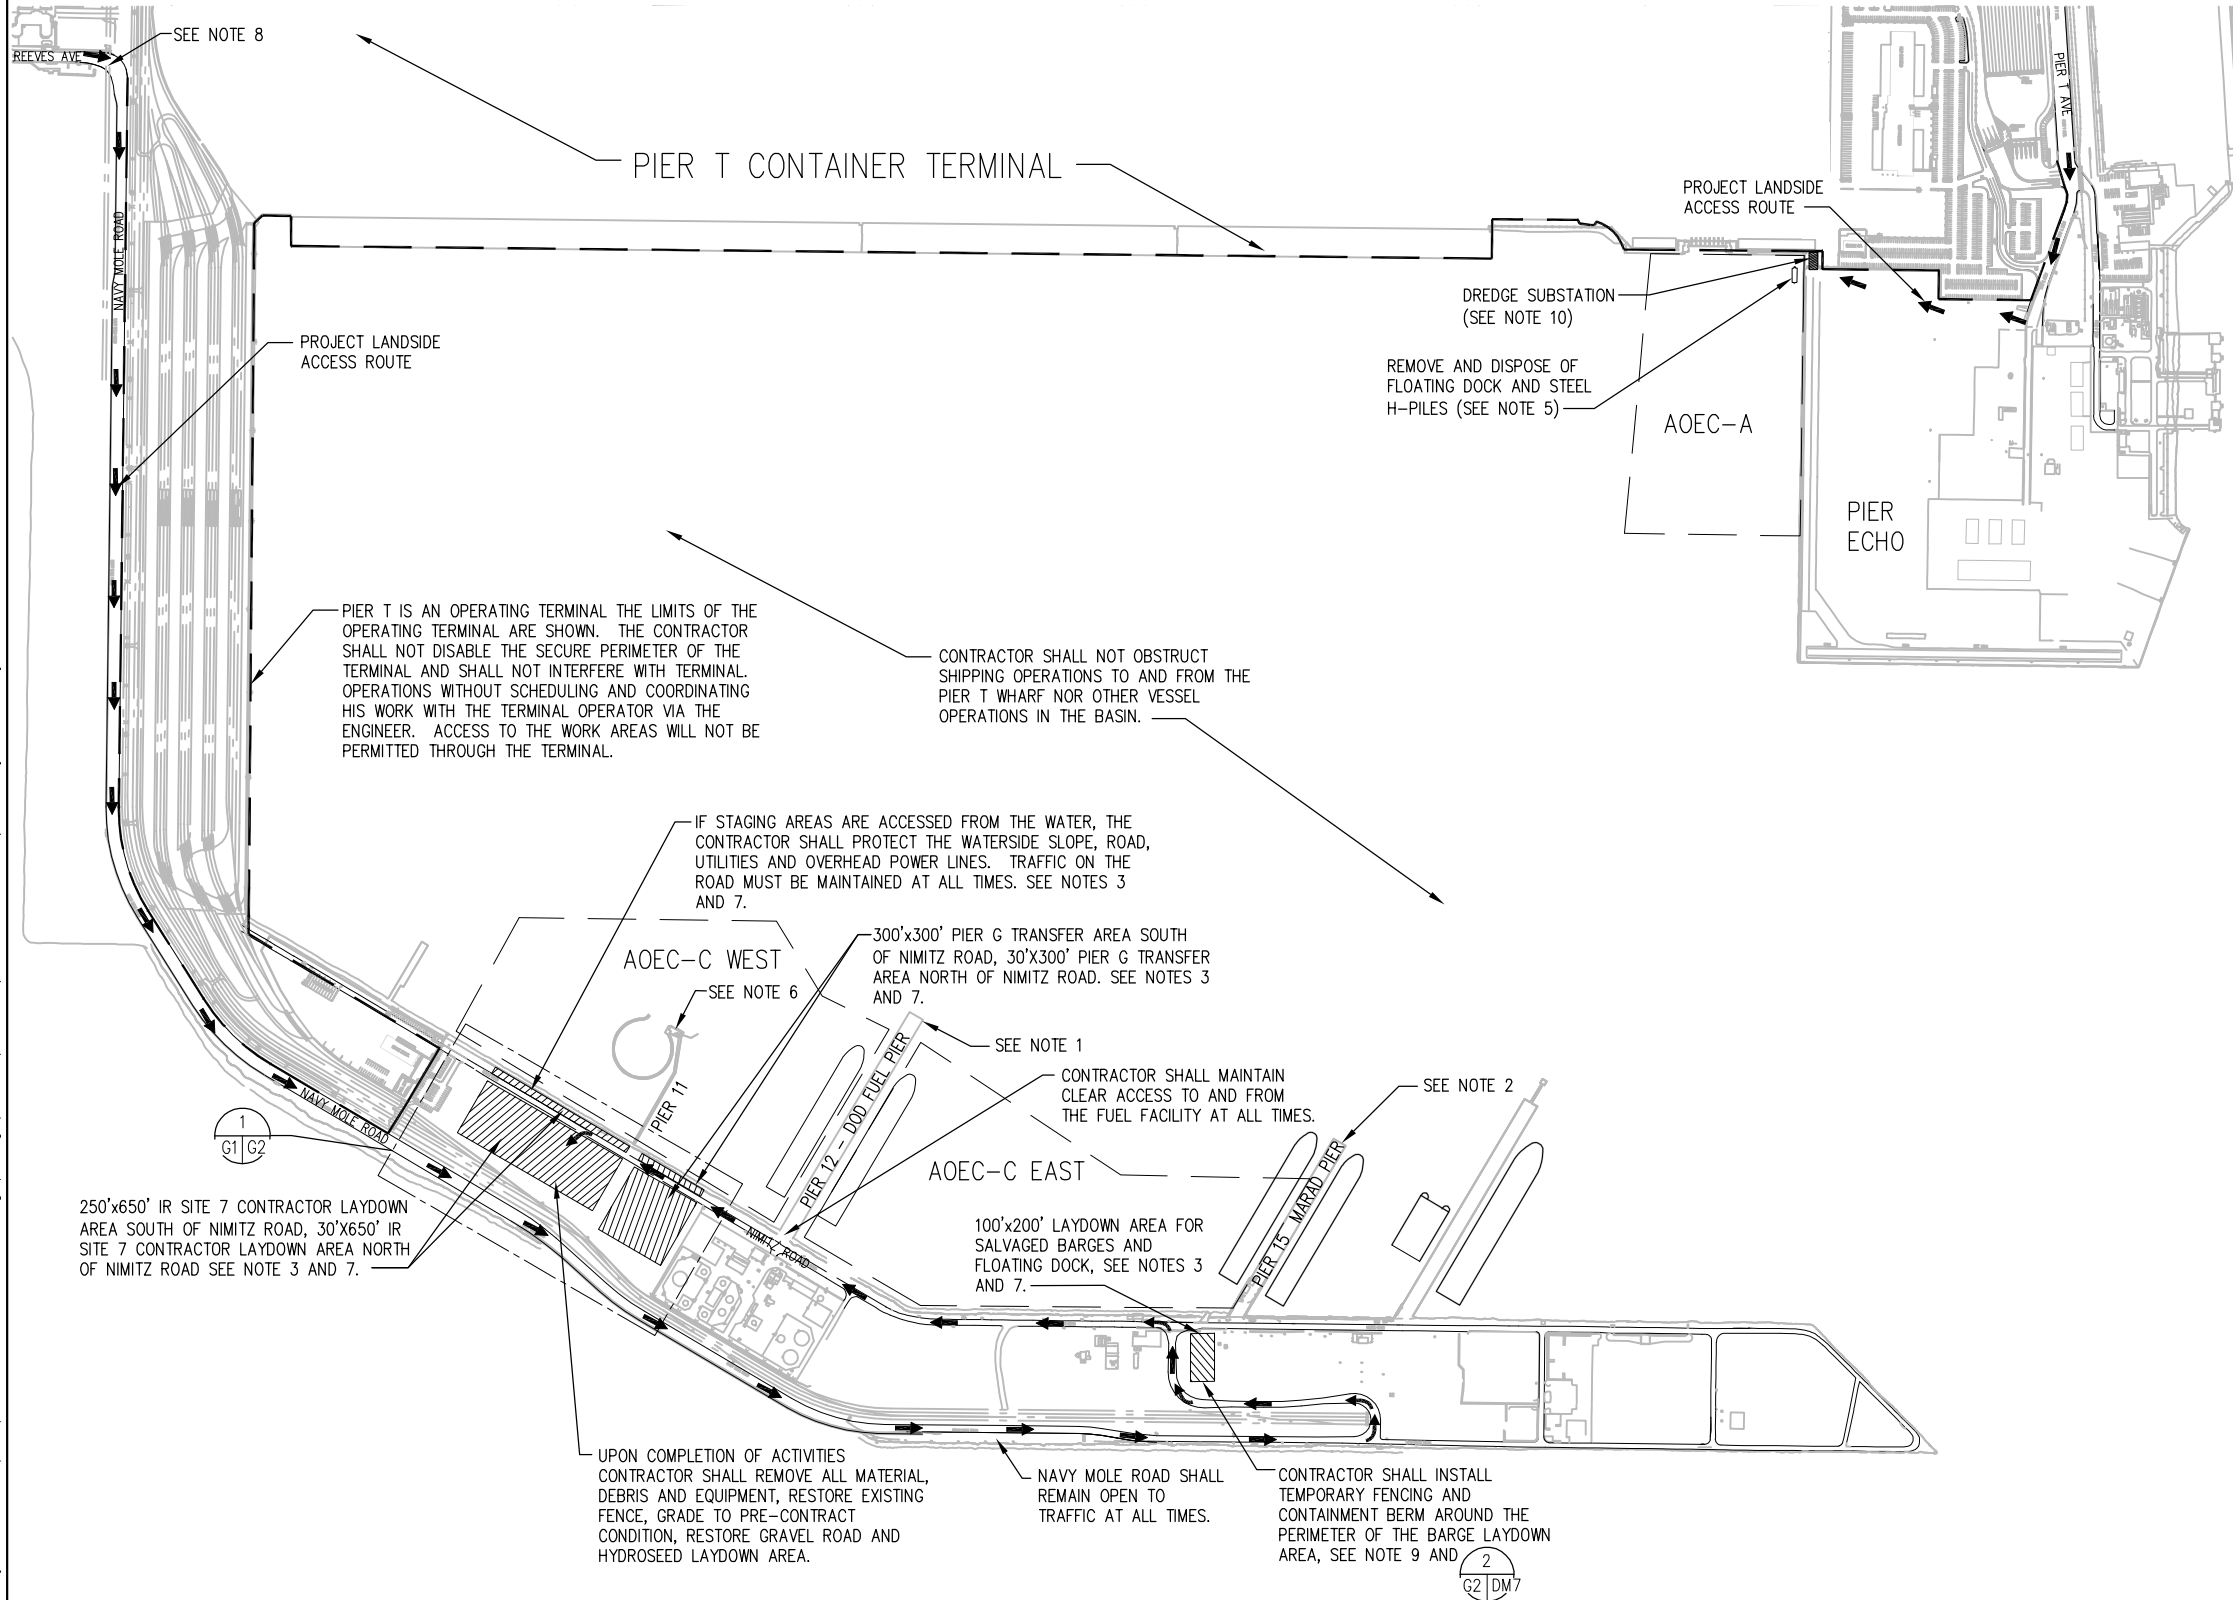 SEE NOTE 8
REEVES AVE
PIER T AVE
PIER T CONTAINER TERMINAL
PROJECT LANDSIDE
ACCESS ROUTE
NAVY MOLE ROAD
DREDGE SUBSTATION
(SEE NOTE 10)
PROJECT LANDSIDE
ACCESS ROUTE
REMOVE AND DISPOSE OF
FLOATING DOCK AND STEEL
H-PILES (SEE NOTE 5)
AOEC-A
PIER
ECHO
PIER T IS AN OPERATING TERMINAL THE LIMITS OF THE
OPERATING TERMINAL ARE SHOWN. THE CONTRACTOR
SHALL NOT DISABLE THE SECURE PERIMETER OF THE
TERMINAL AND SHALL NOT INTERFERE WITH TERMINAL.
OPERATIONS WITHOUT SCHEDULING AND COORDINATING
HIS WORK WITH THE TERMINAL OPERATOR VIA THE
ENGINEER. ACCESS TO THE WORK AREAS WILL NOT BE
PERMITTED THROUGH THE TERMINAL.
CONTRACTOR SHALL NOT OBSTRUCT
SHIPPING OPERATIONS TO AND FROM THE
PIER T WHARF NOR OTHER VESSEL
OPERATIONS IN THE BASIN.
IF STAGING AREAS ARE ACCESSED FROM THE WATER, THE
CONTRACTOR SHALL PROTECT THE WATERSIDE SLOPE, ROAD,
UTILITIES AND OVERHEAD POWER LINES. TRAFFIC ON THE
ROAD MUST BE MAINTAINED AT ALL TIMES. SEE NOTES 3
AND 7.
300'x300' PIER G TRANSFER AREA SOUTH
OF NIMITZ ROAD, 30'X300' PIER G TRANSFER
AREA NORTH OF NIMITZ ROAD. SEE NOTES 3
AND 7.
AOEC-C WEST
SEE NOTE 6
SEE NOTE 1
CONTRACTOR SHALL MAINTAIN
CLEAR ACCESS TO AND FROM
THE FUEL FACILITY AT ALL TIMES.
SEE NOTE 2
PIER 11
PIER 12 - DOD FUEL PIER
NAVY MOLE ROAD
1
G1 G2
AOEC-C EAST
PIER 15 MARAD PIER
250'x650' IR SITE 7 CONTRACTOR LAYDOWN
AREA SOUTH OF NIMITZ ROAD, 30'X650' IR
SITE 7 CONTRACTOR LAYDOWN AREA NORTH
OF NIMITZ ROAD SEE NOTE 3 AND 7.
NIMITZ ROAD
100'x200' LAYDOWN AREA FOR
SALVAGED BARGES AND
FLOATING DOCK, SEE NOTES 3
AND 7.
UPON COMPLETION OF ACTIVITIES
CONTRACTOR SHALL REMOVE ALL MATERIAL,
DEBRIS AND EQUIPMENT, RESTORE EXISTING
FENCE, GRADE TO PRE-CONTRACT
CONDITION, RESTORE GRAVEL ROAD AND
HYDROSEED LAYDOWN AREA.
NAVY MOLE ROAD SHALL
REMAIN OPEN TO
TRAFFIC AT ALL TIMES.
CONTRACTOR SHALL INSTALL
TEMPORARY FENCING AND
CONTAINMENT BERM AROUND THE
PERIMETER OF THE BARGE LAYDOWN
AREA, SEE NOTE 9 AND
2
G2 DM7